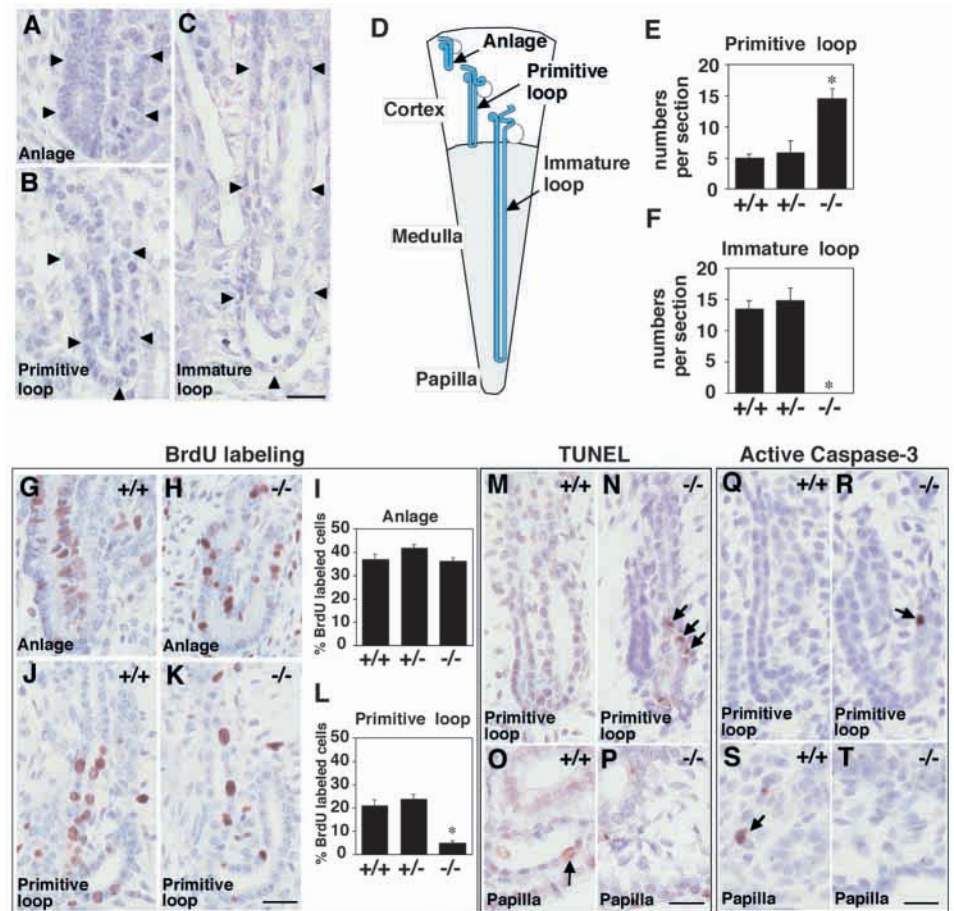 A
Anlage
B
Primitive
loop
C
Immature
loop
D
Anlage
Primitive
loop
Cortex
Immature
loop
Medulla
Papilla
E
Primitive loop
numbers
per section
20
15
10
5
0
*
+/+ +/- -/-
F
Immature loop
numbers
per section
20
15
10
5
0
*
+/+ +/- -/-
BrdU labeling
G +/+
Anlage
H -/-
Anlage
I
Anlage
% BrdU labeled cells
50
40
30
20
10
0
+/+ +/- -/-
J +/+
Primitive
loop
K -/-
Primitive
loop
L
Primitive loop
% BrdU labeled cells
50
40
30
20
10
0
*
+/+ +/- -/-
TUNEL
M +/+
Primitive
loop
N -/-
Primitive
loop
O +/+
Papilla
P -/-
Papilla
Active Caspase-3
Q +/+
Primitive
loop
R -/-
Primitive
loop
S +/+
Papilla
T -/-
Papilla